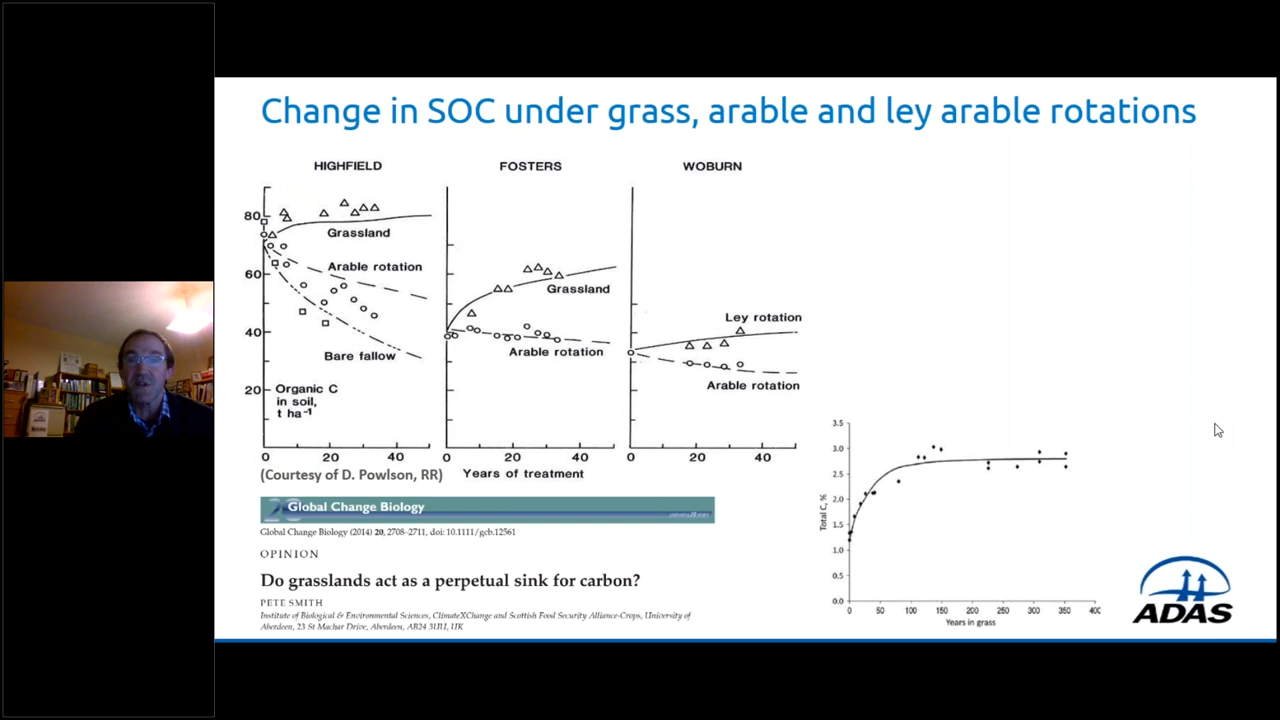 Change in SOC under grass, arable and ley arable rotations
HIGHFIELD
FOSTERS
WOBURN
80
60
40
20
Grassland
Arable rotation
Bare fallow
Organic C
in soil,
t ha⁻¹
Grassland
Arable rotation
Ley rotation
Arable rotation
0 20 40
0 20 40
0 20 40
(Courtesy of D. Powlson, RR)
Years of treatment
Global Change Biology
Global Change Biology (2014) 20, 2708–2711, doi: 10.1111/gcb.12561
OPINION
Do grasslands act as a perpetual sink for carbon?
PETE SMITH
Institute of Biological & Environmental Sciences, ClimateXChange and Scottish Food Security Alliance-Crops, University of
Aberdeen, 23 St Machar Drive, Aberdeen, AB24 3UU, UK
3.5
3.0
2.5
2.0
1.5
1.0
0.5
0.0
Total C, %
0 50 100 150 200 250 300 350
Years in grass
ADAS